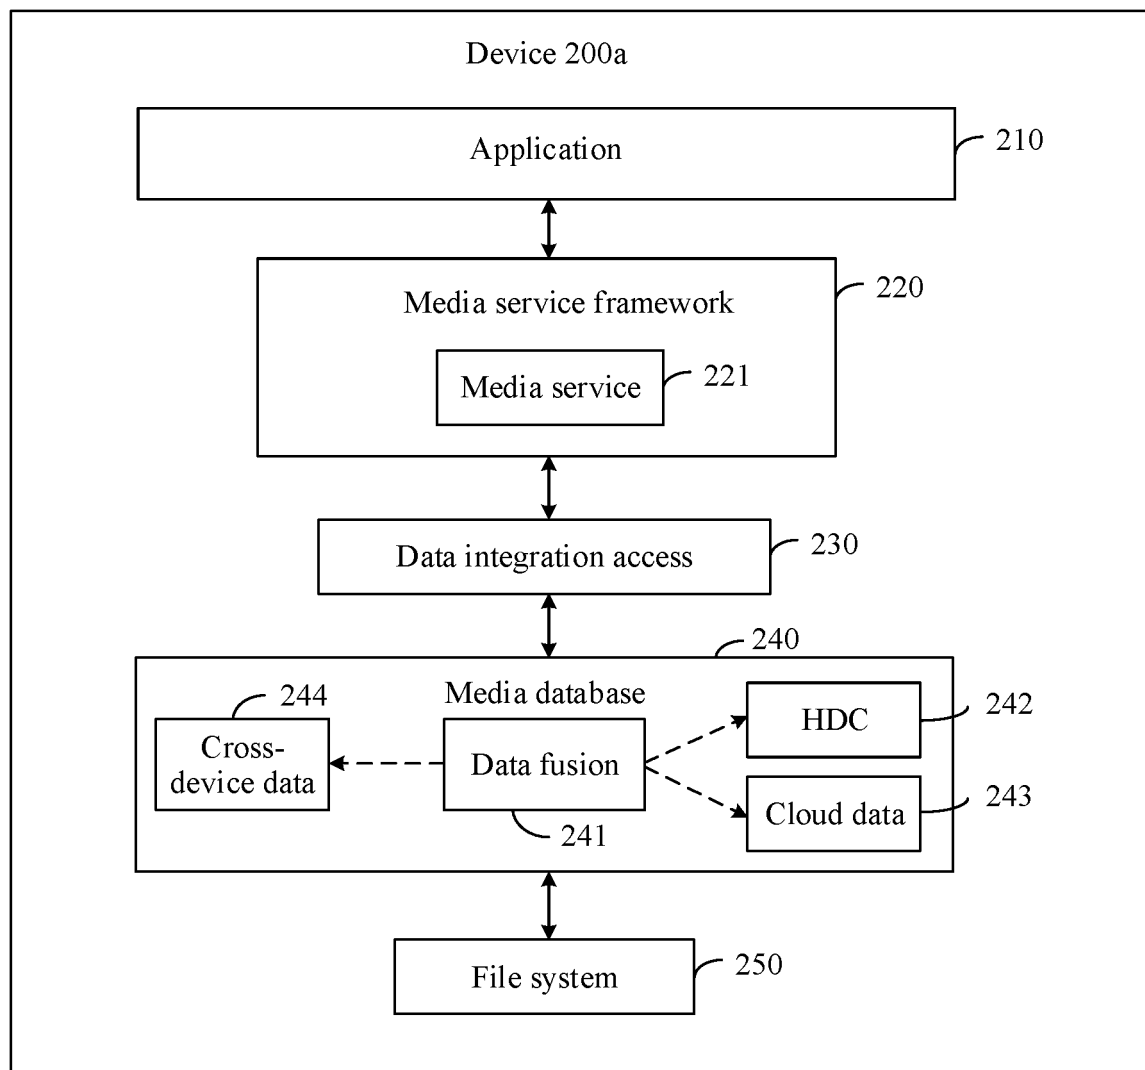 Device 200a
Application
210
Media service framework
220
Media service
221
Data integration access
230
240
Media database
244
Cross-
device data
Data fusion
241
HDC
242
Cloud data
243
File system
250